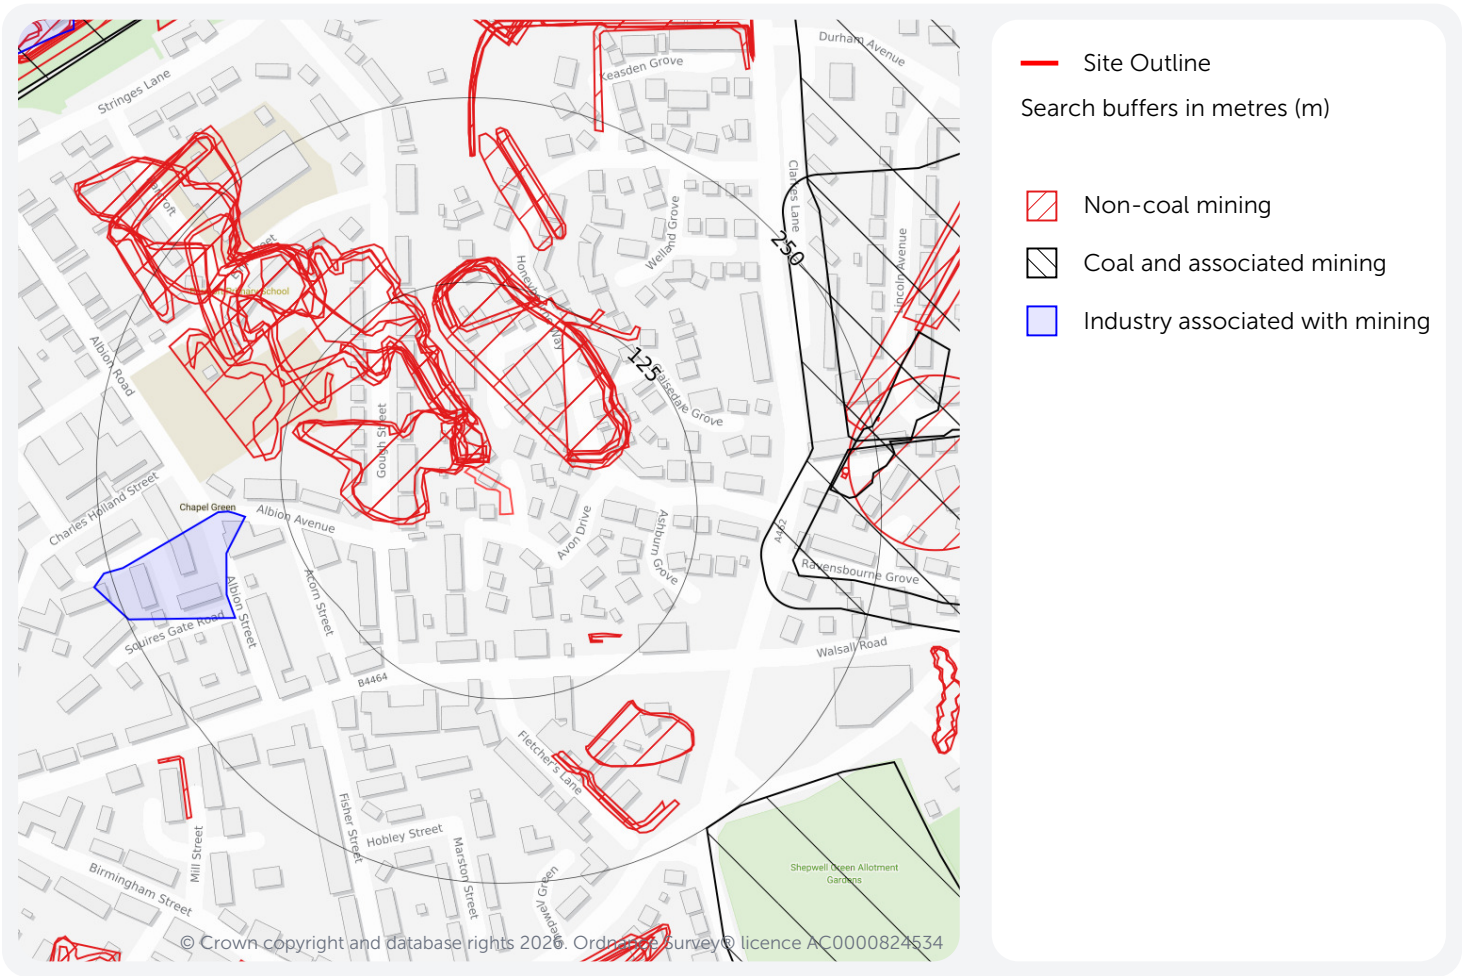 Durham Avenue
Keasden Grove
Stringes Lane
Clarkes Lane
Welland Grove
250
Lincoln Avenue
125
Albion Road
Gough Street
Charles Holland Street
Chapel Green
Albion Avenue
Avon Drive
Ashburn
Grove
A462
Ravensbourne Grove
Acorn Street
Albion Street
Squires Gate Road
Walsall Road
B4464
Fletcher's Lane
Fisher Street
Hobley Street
Marston Street
Mill Street
Birmingham Street
Shepwell Green
Shepwell Green Allotment
Gardens
© Crown copyright and database rights 2026. Ordnance Survey® licence AC0000824534
Site Outline
Search buffers in metres (m)
Non-coal mining
Coal and associated mining
Industry associated with mining